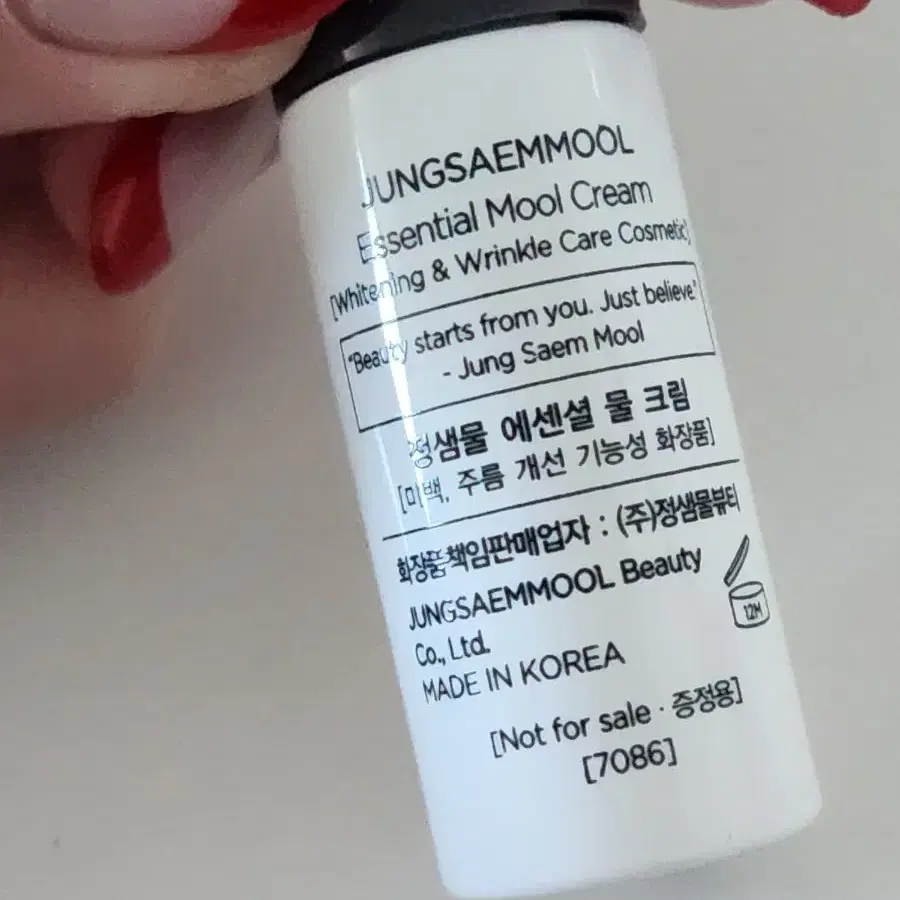 JUNGSAEMMOOL
Essential Mool Cream
[Whitening & Wrinkle Care Cosmetic]
"Beauty starts from you. Just believe."
- Jung Saem Mool
정샘물 에센셜 물 크림
[미백, 주름 개선 기능성 화장품]
화장품책임판매업자 : (주)정샘물뷰티
JUNGSAEMMOOL Beauty
Co., Ltd.
12M
MADE IN KOREA
[Not for sale · 증정용]
[7086]